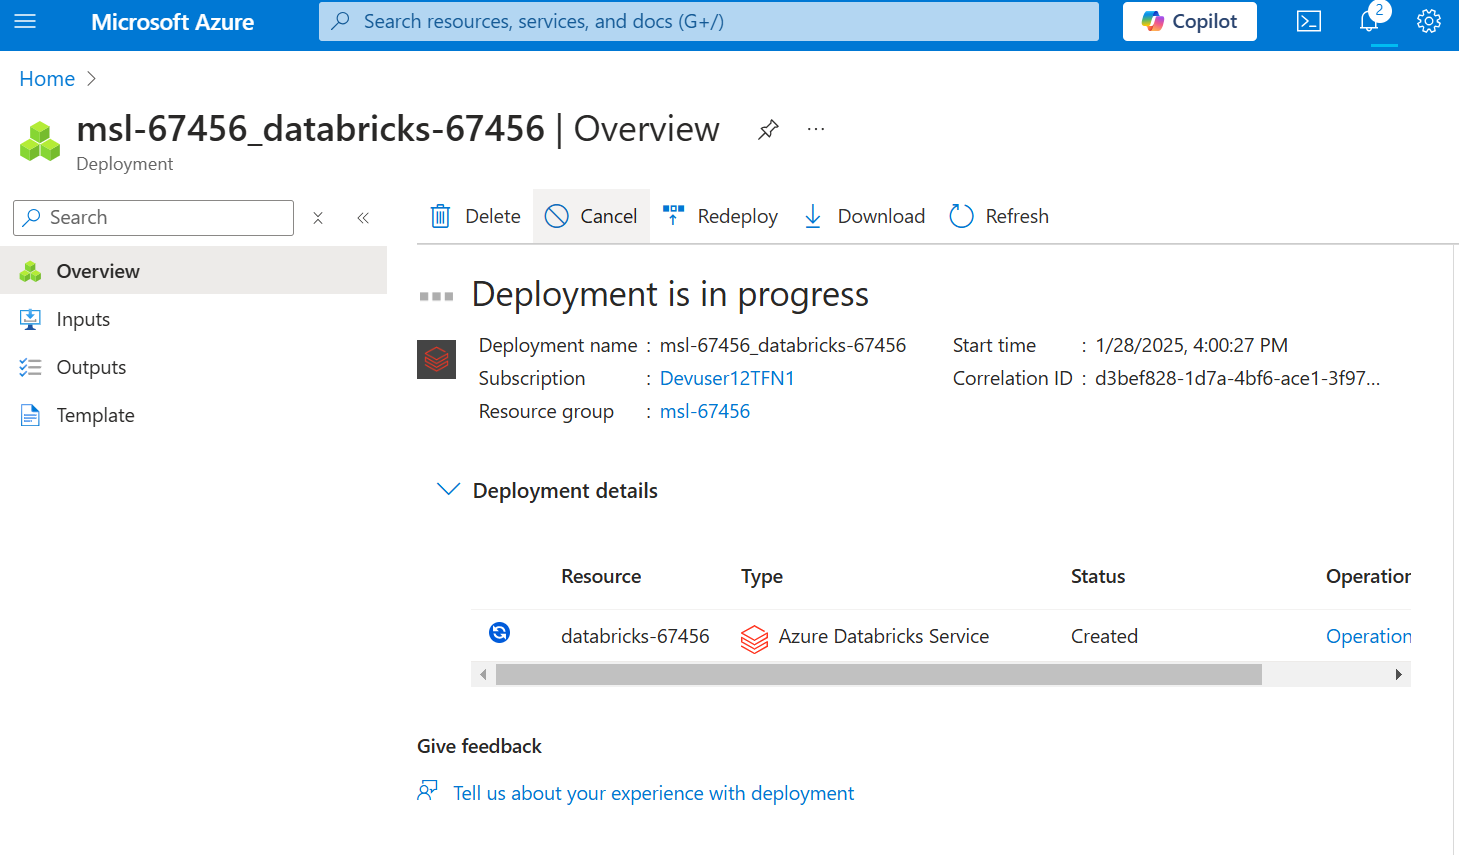 Microsoft Azure
Search resources, services, and docs (G+/)
Copilot
2
Home
msl-67456_databricks-67456 | Overview
Deployment
Search
Overview
Inputs
Outputs
Template
Delete
Cancel
Redeploy
Download
Refresh
Deployment is in progress
Deployment name : msl-67456_databricks-67456
Subscription : Devuser12TFN1
Resource group : msl-67456
Start time : 1/28/2025, 4:00:27 PM
Correlation ID : d3bef828-1d7a-4bf6-ace1-3f97...
Deployment details
Resource Type Status Operation
databricks-67456 Azure Databricks Service Created Operation
Give feedback
Tell us about your experience with deployment